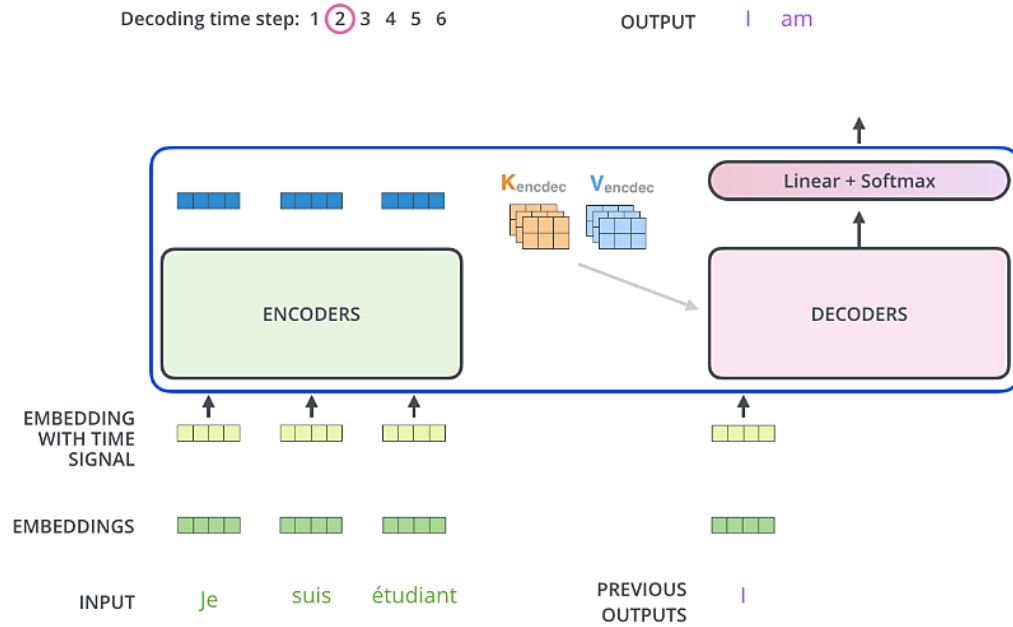 Decoding time step: 1 2 3 4 5 6
OUTPUT I am
Kencdec Vencdec
Linear + Softmax
ENCODERS
DECODERS
EMBEDDING
WITH TIME
SIGNAL
EMBEDDINGS
INPUT Je suis étudiant
PREVIOUS
OUTPUTS
I